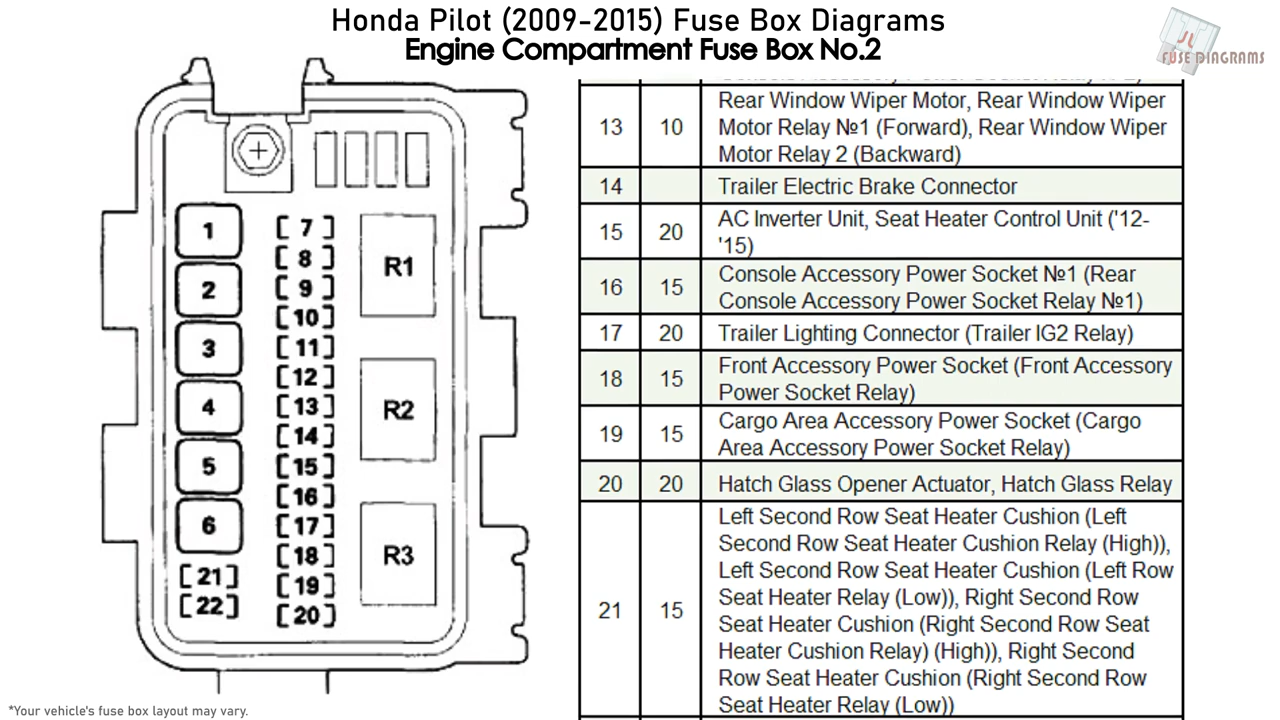 Honda Pilot (2009-2015) Fuse Box Diagrams
Engine Compartment Fuse Box No.2
JL
FUSE DIAGRAMS
1
2
3
4
5
6
[21]
[22]
[ 7 ]
[ 8 ]
[ 9 ]
[10]
[11]
[12]
[13]
[14]
[15]
[16]
[17]
[18]
[19]
[20]
R1
R2
R3
13 10 Rear Window Wiper Motor, Rear Window Wiper
Motor Relay №1 (Forward), Rear Window Wiper
Motor Relay 2 (Backward)
14 Trailer Electric Brake Connector
15 20 AC Inverter Unit, Seat Heater Control Unit ('12-
'15)
16 15 Console Accessory Power Socket №1 (Rear
Console Accessory Power Socket Relay №1)
17 20 Trailer Lighting Connector (Trailer IG2 Relay)
18 15 Front Accessory Power Socket (Front Accessory
Power Socket Relay)
19 15 Cargo Area Accessory Power Socket (Cargo
Area Accessory Power Socket Relay)
20 20 Hatch Glass Opener Actuator, Hatch Glass Relay
21 15 Left Second Row Seat Heater Cushion (Left
Second Row Seat Heater Cushion Relay (High)),
Left Second Row Seat Heater Cushion (Left Row
Seat Heater Relay (Low)), Right Second Row
Seat Heater Cushion (Right Second Row Seat
Heater Cushion Relay) (High)), Right Second
Row Seat Heater Cushion (Right Second Row
Seat Heater Relay (Low))
*Your vehicle's fuse box layout may vary.